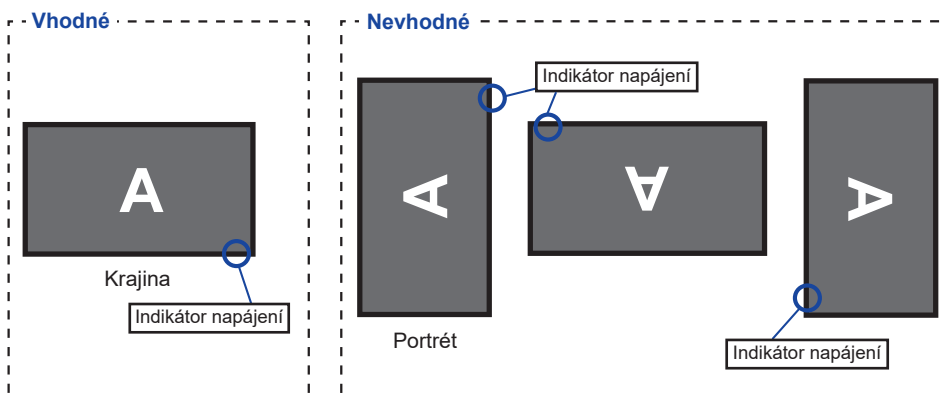 Vhodné
A
Krajina
Indikátor napájení
Nevhodné
Indikátor napájení
A
A
A
Portrét
Indikátor napájení